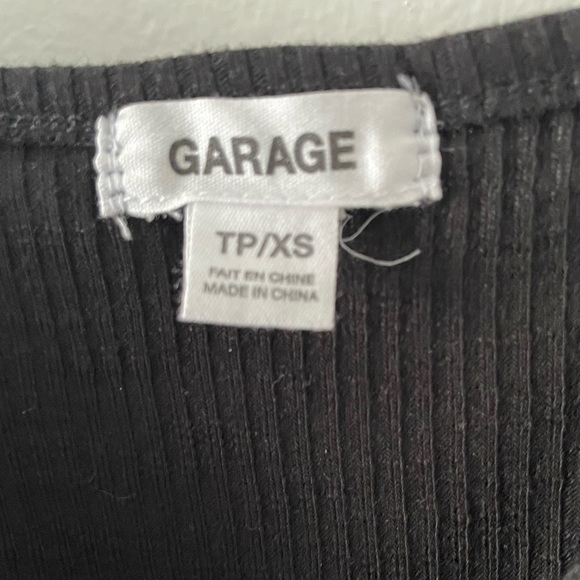 GARAGE
TP/XS
FAIT EN CHINE
MADE IN CHINA